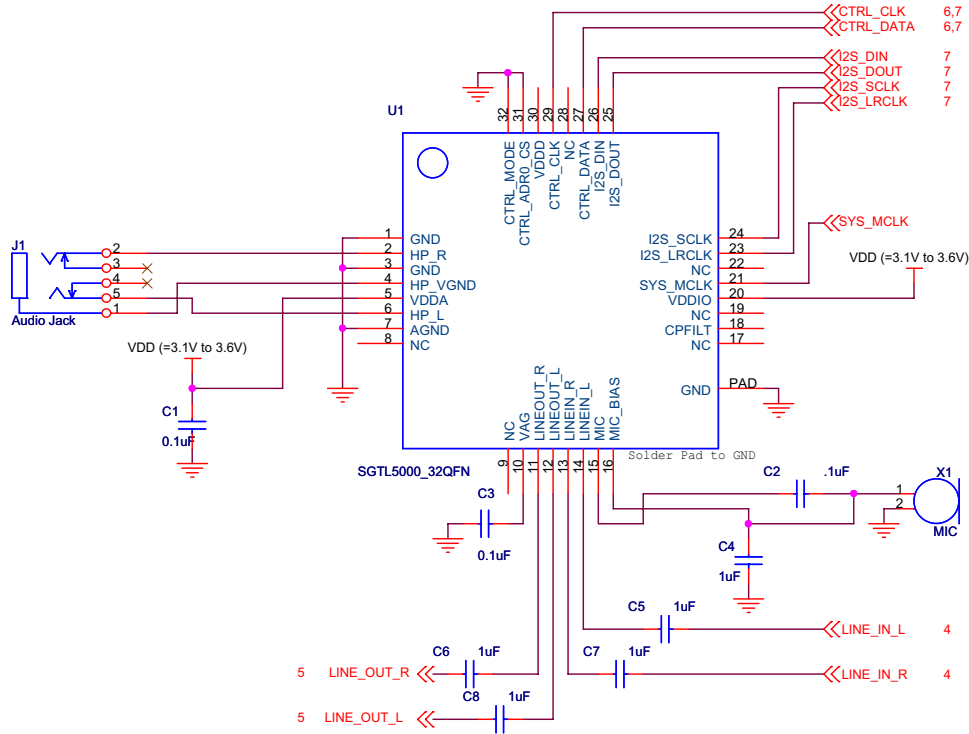 CTRL_CLK 6,7
CTRL_DATA 6,7
I2S_DIN 7
I2S_DOUT 7
I2S_SCLK 7
I2S_LRCLK 7
U1
32 31 30 29 28 27 26 25
CTRL_MODE
CTRL_ADR0_CS
VDDD
CTRL_CLK
NC
CTRL_DATA
I2S_DIN
I2S_DOUT
SYS_MCLK
VDD (=3.1V to 3.6V)
J1
2
3
4
5
1
Audio Jack
1 GND
2 HP_R
3 GND
4 HP_VGND
5 VDDA
6 HP_L
7 AGND
8 NC
I2S_SCLK 24
I2S_LRCLK 23
NC 22
SYS_MCLK 21
VDDIO 20
NC 19
CPFILT 18
NC 17
GND PAD
VDD (=3.1V to 3.6V)
C1
0.1uF
NC
VAG
LINEOUT_R
LINEOUT_L
LINEIN_R
LINEIN_L
MIC
MIC_BIAS
9 10 11 12 13 14 15 16
SGTL5000_32QFN
Solder Pad to GND
C2 .1uF
X1
1
2
MIC
C3
0.1uF
C4
1uF
C5 1uF
LINE_IN_L 4
C6 1uF
5 LINE_OUT_R
C7 1uF
LINE_IN_R 4
C8 1uF
5 LINE_OUT_L